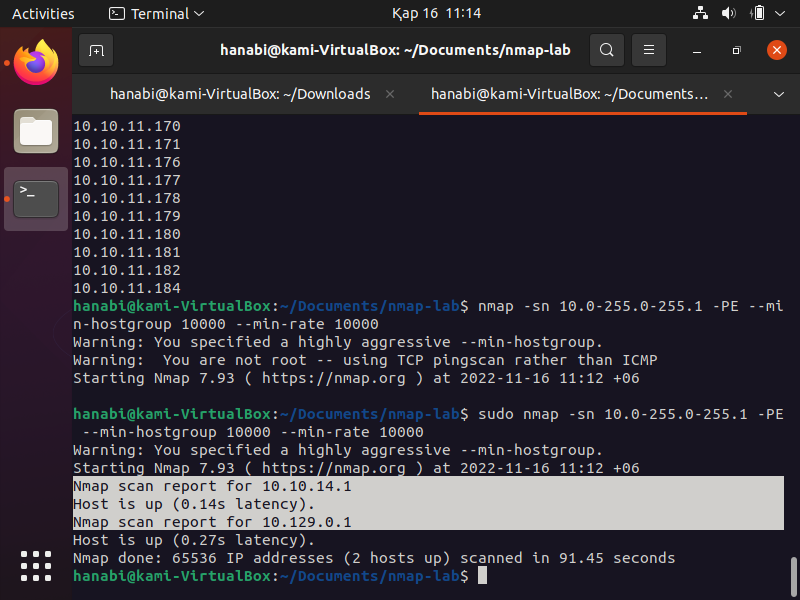 Activities Terminal Қар 16 11:14
hanabi@kami-VirtualBox: ~/Documents/nmap-lab
hanabi@kami-VirtualBox: ~/Downloads hanabi@kami-VirtualBox: ~/Documents...
10.10.11.170
10.10.11.171
10.10.11.176
10.10.11.177
10.10.11.178
10.10.11.179
10.10.11.180
10.10.11.181
10.10.11.182
10.10.11.184
hanabi@kami-VirtualBox:~/Documents/nmap-lab$ nmap -sn 10.0-255.0-255.1 -PE --mi
n-hostgroup 10000 --min-rate 10000
Warning: You specified a highly aggressive --min-hostgroup.
Warning:  You are not root -- using TCP pingscan rather than ICMP
Starting Nmap 7.93 ( https://nmap.org ) at 2022-11-16 11:12 +06
hanabi@kami-VirtualBox:~/Documents/nmap-lab$ sudo nmap -sn 10.0-255.0-255.1 -PE
 --min-hostgroup 10000 --min-rate 10000
Warning: You specified a highly aggressive --min-hostgroup.
Starting Nmap 7.93 ( https://nmap.org ) at 2022-11-16 11:12 +06
Nmap scan report for 10.10.14.1
Host is up (0.14s latency).
Nmap scan report for 10.129.0.1
Host is up (0.27s latency).
Nmap done: 65536 IP addresses (2 hosts up) scanned in 91.45 seconds
hanabi@kami-VirtualBox:~/Documents/nmap-lab$